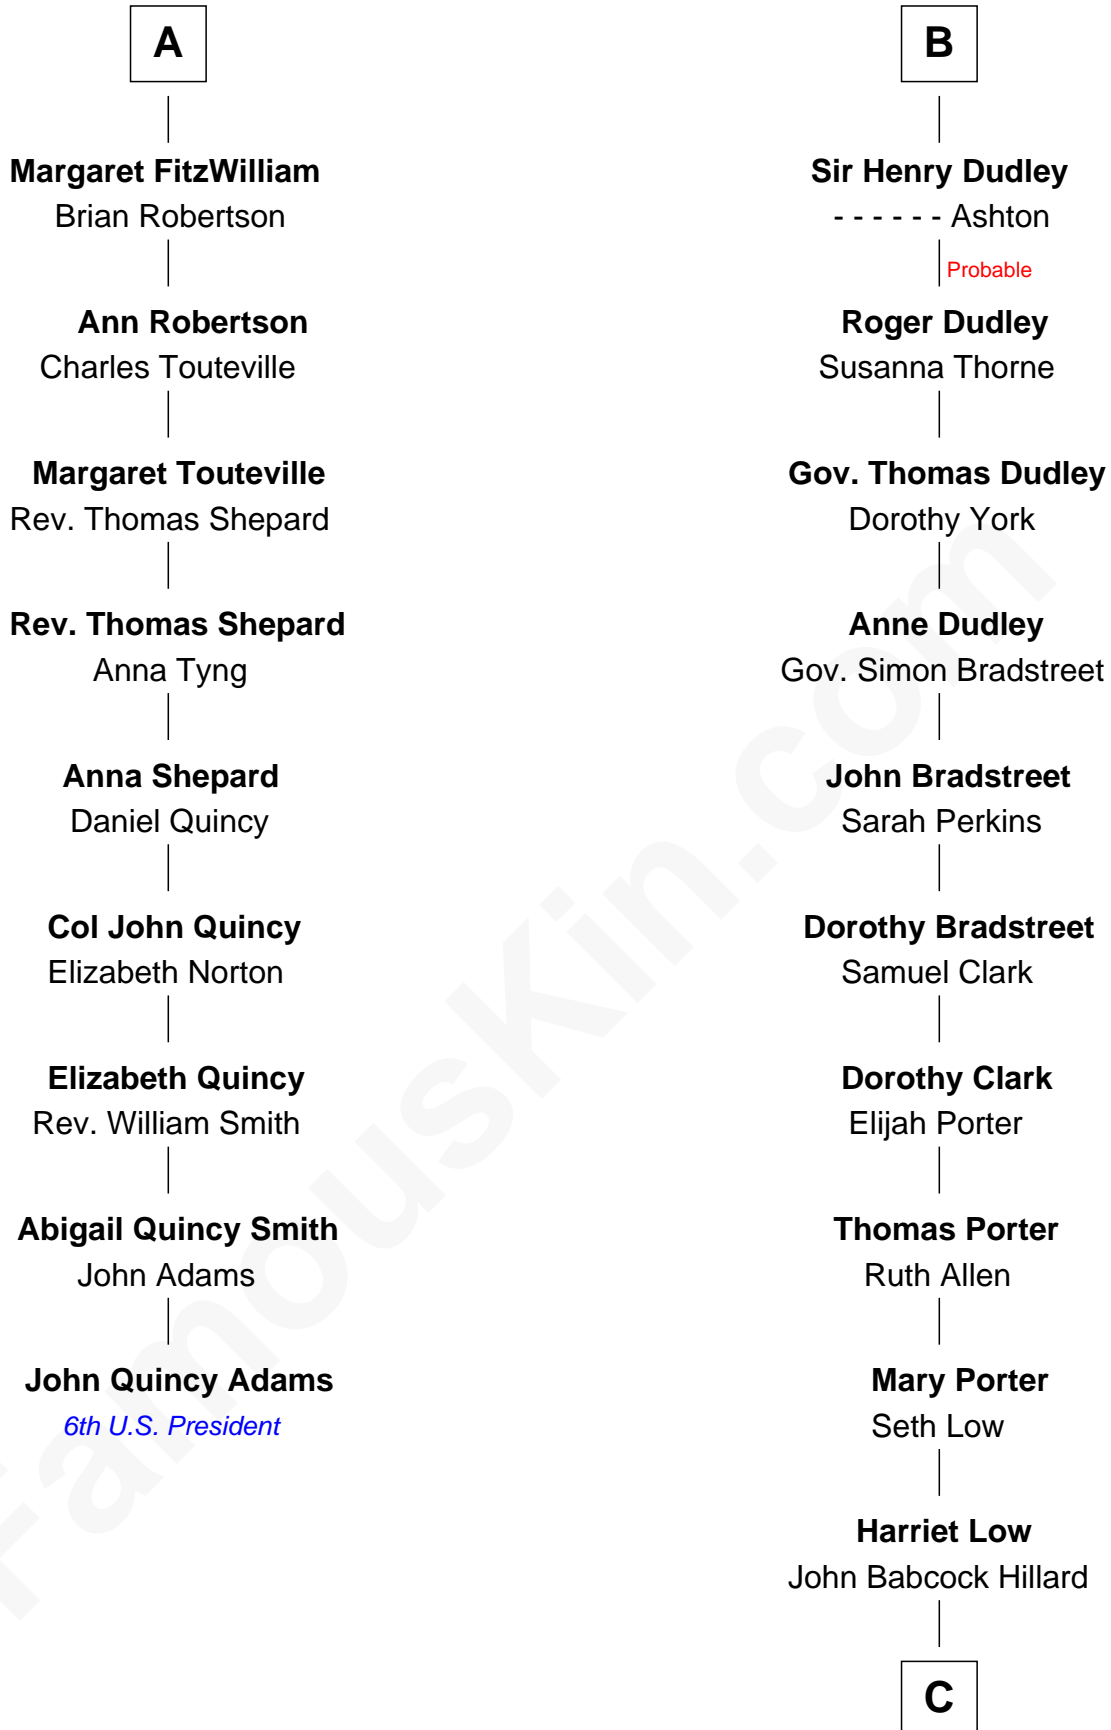 A
Margaret FitzWilliam
Brian Robertson
Ann Robertson
Charles Touteville
Margaret Touteville
Rev. Thomas Shepard
Rev. Thomas Shepard
Anna Tyng
Anna Shepard
Daniel Quincy
Col John Quincy
Elizabeth Norton
Elizabeth Quincy
Rev. William Smith
Abigail Quincy Smith
John Adams
John Quincy Adams
6th U.S. President
B
Sir Henry Dudley
- - - - - - Ashton
Probable
Roger Dudley
Susanna Thorne
Gov. Thomas Dudley
Dorothy York
Anne Dudley
Gov. Simon Bradstreet
John Bradstreet
Sarah Perkins
Dorothy Bradstreet
Samuel Clark
Dorothy Clark
Elijah Porter
Thomas Porter
Ruth Allen
Mary Porter
Seth Low
Harriet Low
John Babcock Hillard
C
FamousKin.com